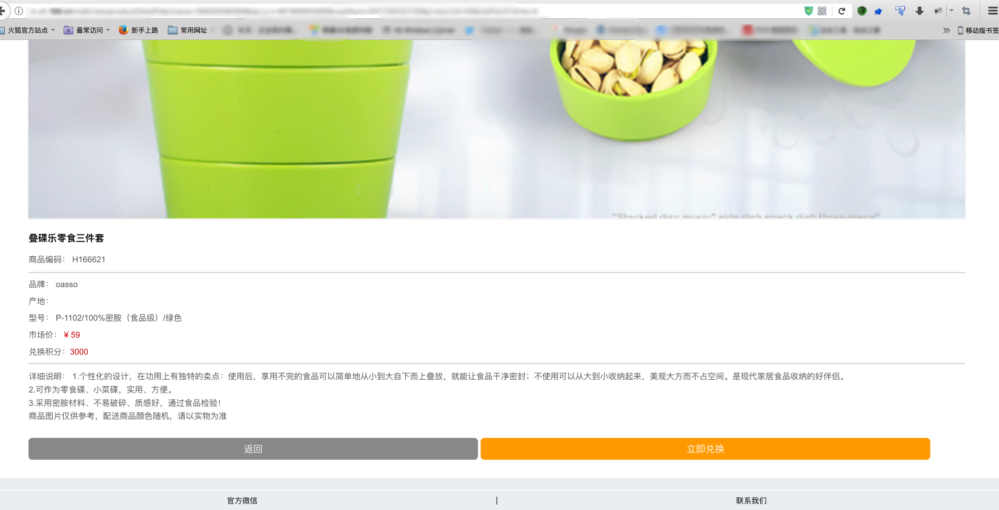 火狐官方站点 最常访问 新手上路 常用网址 移动版书签
"Stacked disc music" side dish snack dish three-piece"
叠碟乐零食三件套
商品编码： H166621
品牌： oasso
产地：
型号： P-1102/100%密胺（食品级）/绿色
市场价： ¥ 59
兑换积分：3000
详细说明： 1.个性化的设计，在功用上有独特的卖点：使用后，享用不完的食品可以简单地从小到大自下而上叠放，就能让食品干净密封；不使用可以从大到小收纳起来，美观大方而不占空间。是现代家居食品收纳的好伴侣。
2.可作为零食碟、小菜碟，实用、方便。
3.采用密胺材料、不易破碎、质感好，通过食品检验！
商品图片仅供参考，配送商品颜色随机，请以实物为准
返回 立即兑换
官方微信 | 联系我们